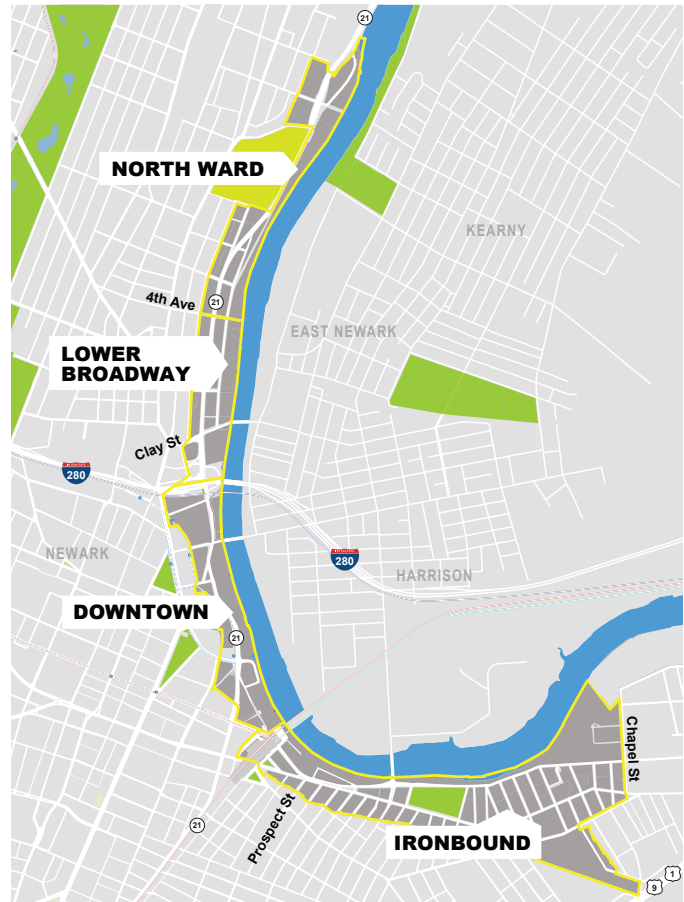 21
NORTH WARD
KEARNY
4th Ave
21
EAST NEWARK
LOWER
BROADWAY
Clay St
280
NEWARK
280
HARRISON
DOWNTOWN
21
Chapel St
Prospect St
21
IRONBOUND
1
9